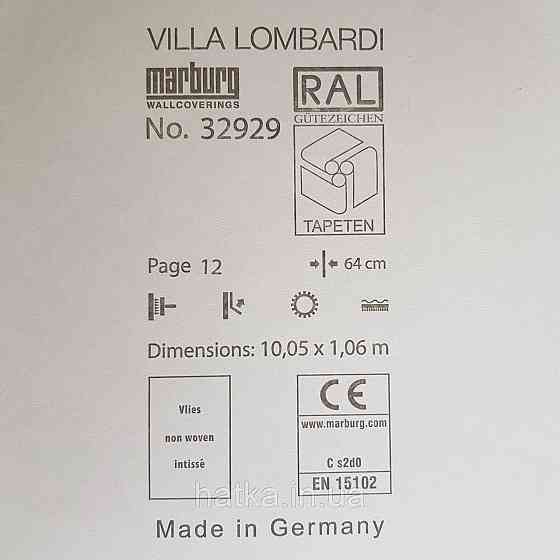 VILLA LOMBARDI
marburg
WALLCOVERINGS
RAL
GÜTEZEICHEN
No. 32929
TAPETEN
Page 12
64 cm
Dimensions: 10,05 x 1,06 m
Vlies
non woven
intissè
CE
www.marburg.com
C s2d0
EN 15102
hatka.in.ua
Made in Germany